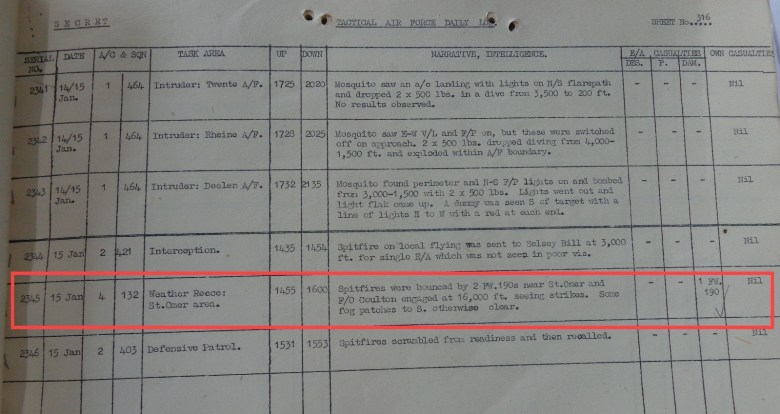 SECRET
TACTICAL AIR FORCE DAILY LOG.
SHEET No. 316
SERIAL NO. DATE A/C & SQN TASK AREA UP DOWN NARRATIVE, INTELLIGENCE. E/A CASUALTIES OWN CASUALTIES
DES. P. DAM.
2341 14/15 Jan. 1 464 Intruder: Twente A/F. 1725 2020 Mosquito saw an a/c landing with lights on N/S flarepath - - - Nil
and dropped 2 x 500 lbs. in a dive from 3,500 to 200 ft.
No results observed.
2342 14/15 Jan. 1 464 Intruder: Rheine A/F. 1728 2025 Mosquito saw E-W V/L and F/P on, but these were switched - - - Nil
off on approach. 2 x 500 lbs. dropped diving from 4,000-
1,500 ft. and exploded within A/F boundary.
2343 14/15 Jan. 1 464 Intruder: Deelen A/F. 1732 2135 Mosquito found perimeter and N-S F/P lights on and bombed - - - Nil
from 3,000-1,500 with 2 x 500 lbs. Lights went out and
light flak came up. A dummy was seen S of target with a
line of lights E to W with a red at each end.
2344 15 Jan 2 421 Interception. 1435 1454 Spitfire on local flying was sent to Selsey Bill at 3,000 - - - Nil
ft. for single E/A which was not seen in poor vis.
2345 15 Jan 4 132 Weather Recce: 1455 1600 Spitfires were bounced by 2 FW.190s near St.Omer and - - 1 FW. Nil
St.Omer area. F/O Coulton engaged at 16,000 ft. seeing strikes. Some 190
fog patches to S. otherwise clear.
2346 15 Jan 2 403 Defensive Patrol. 1531 1553 Spitfires scrambled from readiness and then recalled. - - - Nil